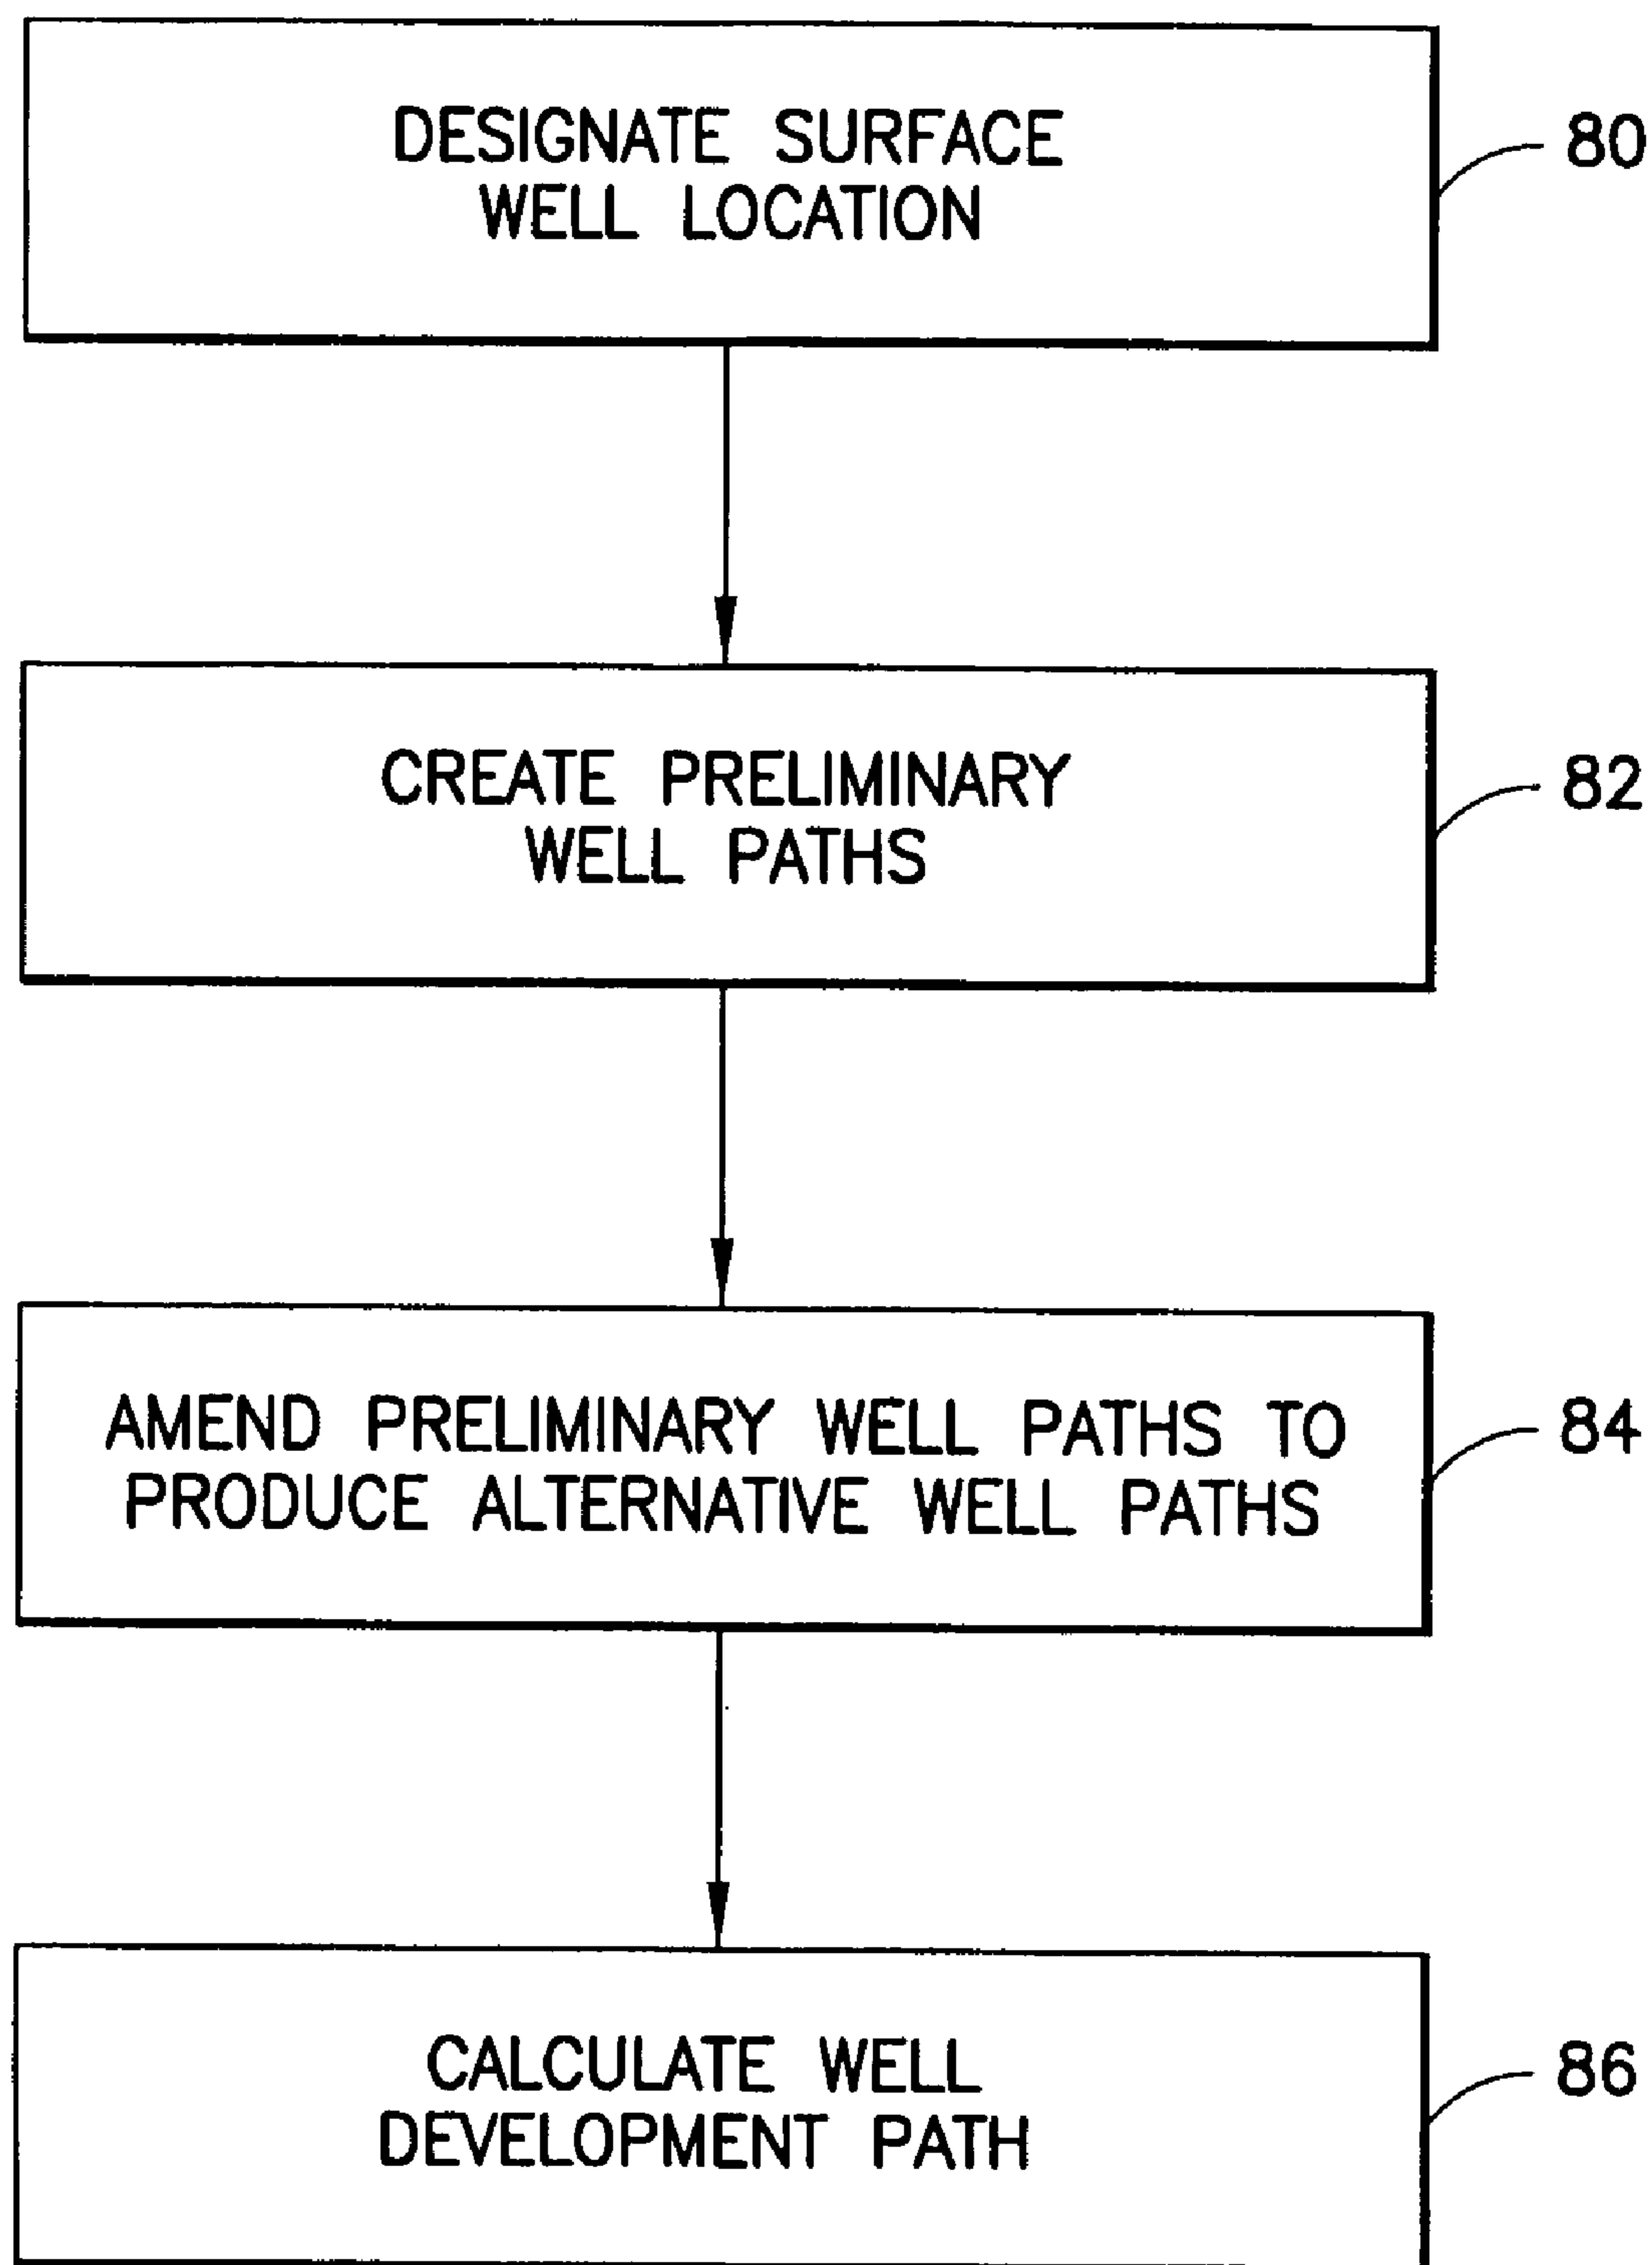 DESIGNATE SURFACE
WELL LOCATION
80
CREATE PRELIMINARY
WELL PATHS
82
AMEND PRELIMINARY WELL PATHS TO
PRODUCE ALTERNATIVE WELL PATHS
84
CALCULATE WELL
DEVELOPMENT PATH
86